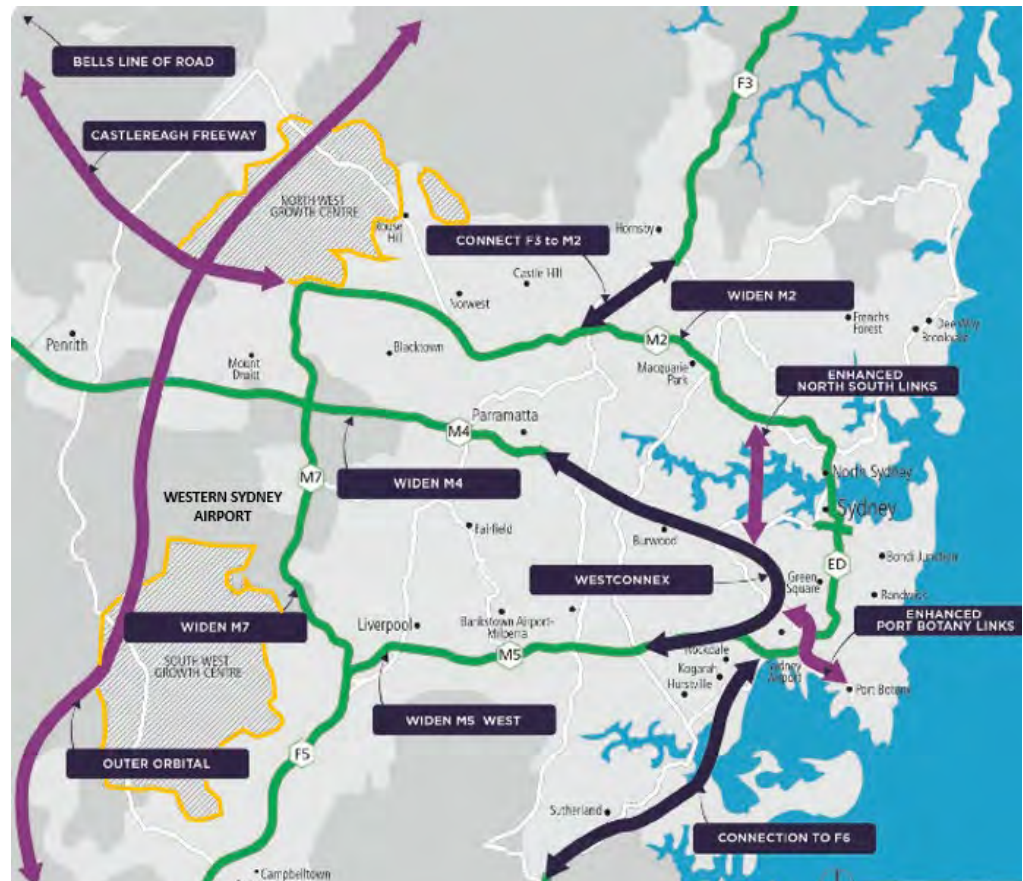 BELLS LINE OF ROAD
F3
CASTLEREAGH FREEWAY
NORTH WEST
GROWTH CENTRE
Rouse
Hill
CONNECT F3 to M2
Hornsby
Castle Hill
WIDEN M2
Norwest
Frenchs
Forest
Dee Why
Penrith
Blacktown
M2
Mount
Druitt
Macquarie
Park
ENHANCED
NORTH SOUTH LINKS
Parramatta
M4
North Sydney
M7
WIDEN M4
WESTERN SYDNEY
AIRPORT
Sydney
Fairfield
Burwood
Bondi Junction
ED
WESTCONNEX
Green
Square
Randwick
Bankstown Airport-
Milperra
ENHANCED
PORT BOTANY LINKS
WIDEN M7
Liverpool
M5
Rockdale
Kogarah
Hurstville
Sydney
Airport
Port Botany
SOUTH WEST
GROWTH CENTRE
WIDEN M5 WEST
F5
OUTER ORBITAL
Sutherland
CONNECTION TO F6
Campbelltown